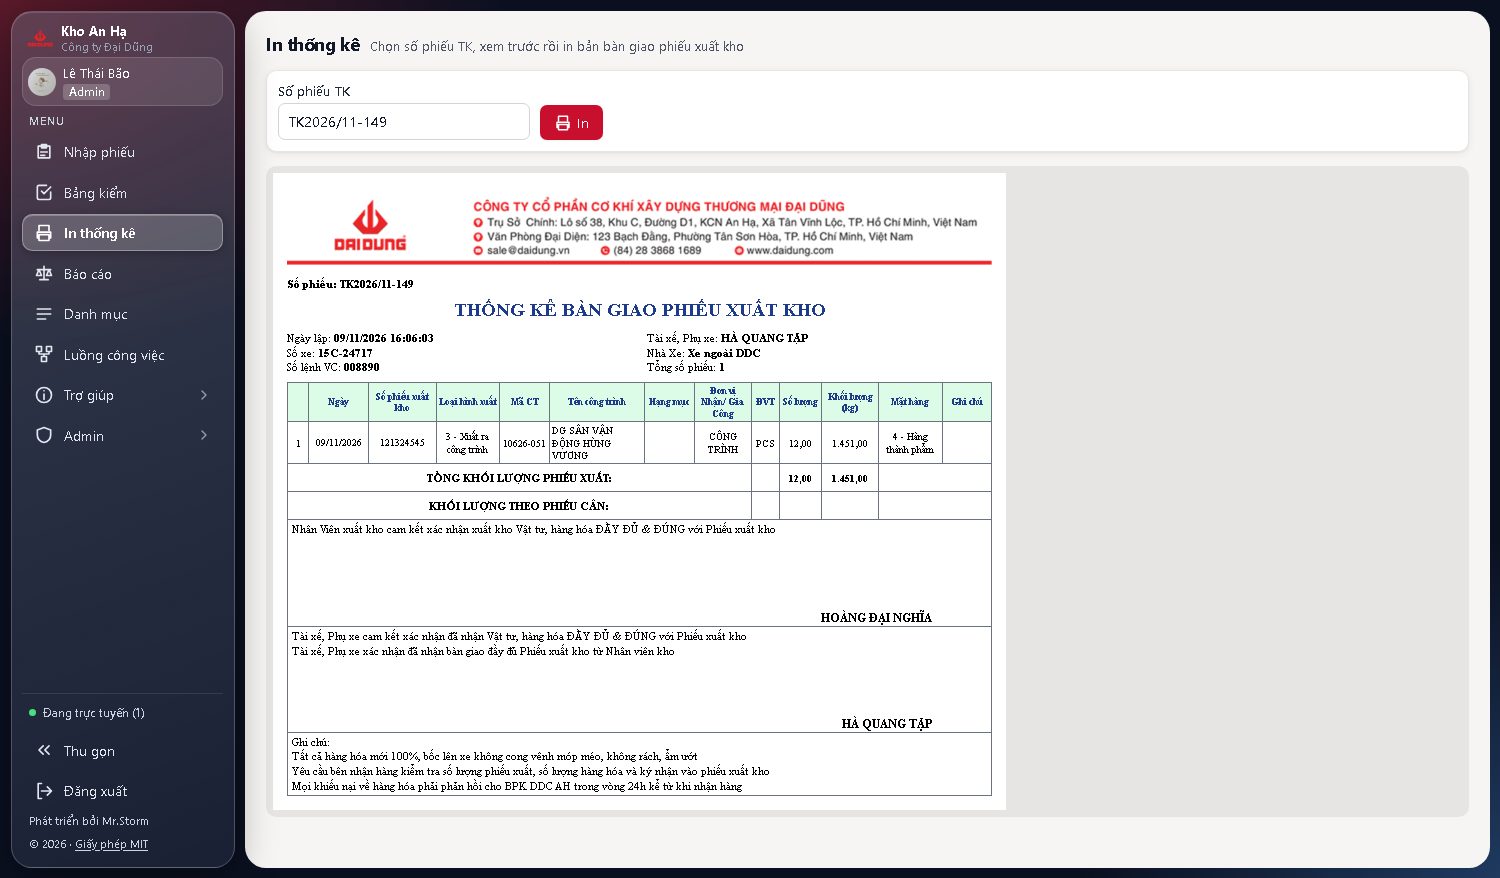 Kho An Hạ
Công ty Đại Dũng
Lê Thái Bão
Admin
MENU
Nhập phiếu
Bảng kiểm
In thống kê
Báo cáo
Danh mục
Luồng công việc
Trợ giúp
Admin
Đang trực tuyến (1)
Thu gọn
Đăng xuất
Phát triển bởi Mr.Storm
© 2026 · Giấy phép MIT
In thống kê Chọn số phiếu TK, xem trước rồi in bản bàn giao phiếu xuất kho
Số phiếu TK
TK2026/11-149
In
DAIDUNG
CÔNG TY CỔ PHẦN CƠ KHÍ XÂY DỰNG THƯƠNG MẠI ĐẠI DŨNG
Trụ Sở Chính: Lô số 38, Khu C, Đường D1, KCN An Hạ, Xã Tân Vĩnh Lộc, TP. Hồ Chí Minh, Việt Nam
Văn Phòng Đại Diện: 123 Bạch Đằng, Phường Tân Sơn Hòa, TP. Hồ Chí Minh, Việt Nam
sale@daidung.vn (84) 28 3868 1689 www.daidung.com
Số phiếu: TK2026/11-149
THỐNG KÊ BÀN GIAO PHIẾU XUẤT KHO
Ngày lập: 09/11/2026 16:06:03
Số xe: 15C-24717
Số lệnh VC: 008890
Tài xế, Phụ xe: HÀ QUANG TẬP
Nhà Xe: Xe ngoài DDC
Tổng số phiếu: 1
Ngày Số phiếu xuất kho Loại hình xuất Mã CT Tên công trình Hạng mục Đơn vị Nhận/ Gia Công ĐVT Số lượng Khối lượng (kg) Mặt hàng Ghi chú
1 09/11/2026 121324545 3 - Xuất ra công trình 10626-051 DG SÂN VẬN ĐỘNG HÙNG VƯƠNG CÔNG TRÌNH PCS 12,00 1.451,00 4 - Hàng thành phẩm
TỔNG KHỐI LƯỢNG PHIẾU XUẤT: 12,00 1.451,00
KHỐI LƯỢNG THEO PHIẾU CÂN:
Nhân Viên xuất kho cam kết xác nhận xuất kho Vật tư, hàng hóa ĐẦY ĐỦ & ĐÚNG với Phiếu xuất kho
HOÀNG ĐẠI NGHĨA
Tài xế, Phụ xe cam kết xác nhận đã nhận Vật tư, hàng hóa ĐẦY ĐỦ & ĐÚNG với Phiếu xuất kho
Tài xế, Phụ xe xác nhận đã nhận bàn giao đầy đủ Phiếu xuất kho từ Nhân viên kho
HÀ QUANG TẬP
Ghi chú:
Tất cả hàng hóa mới 100%, bốc lên xe không cong vênh móp méo, không rách, ẩm ướt
Yêu cầu bên nhận hàng kiểm tra số lượng phiếu xuất, số lượng hàng hóa và ký nhận vào phiếu xuất kho
Mọi khiếu nại về hàng hóa phải phản hồi cho BPK DDC AH trong vòng 24h kể từ khi nhận hàng